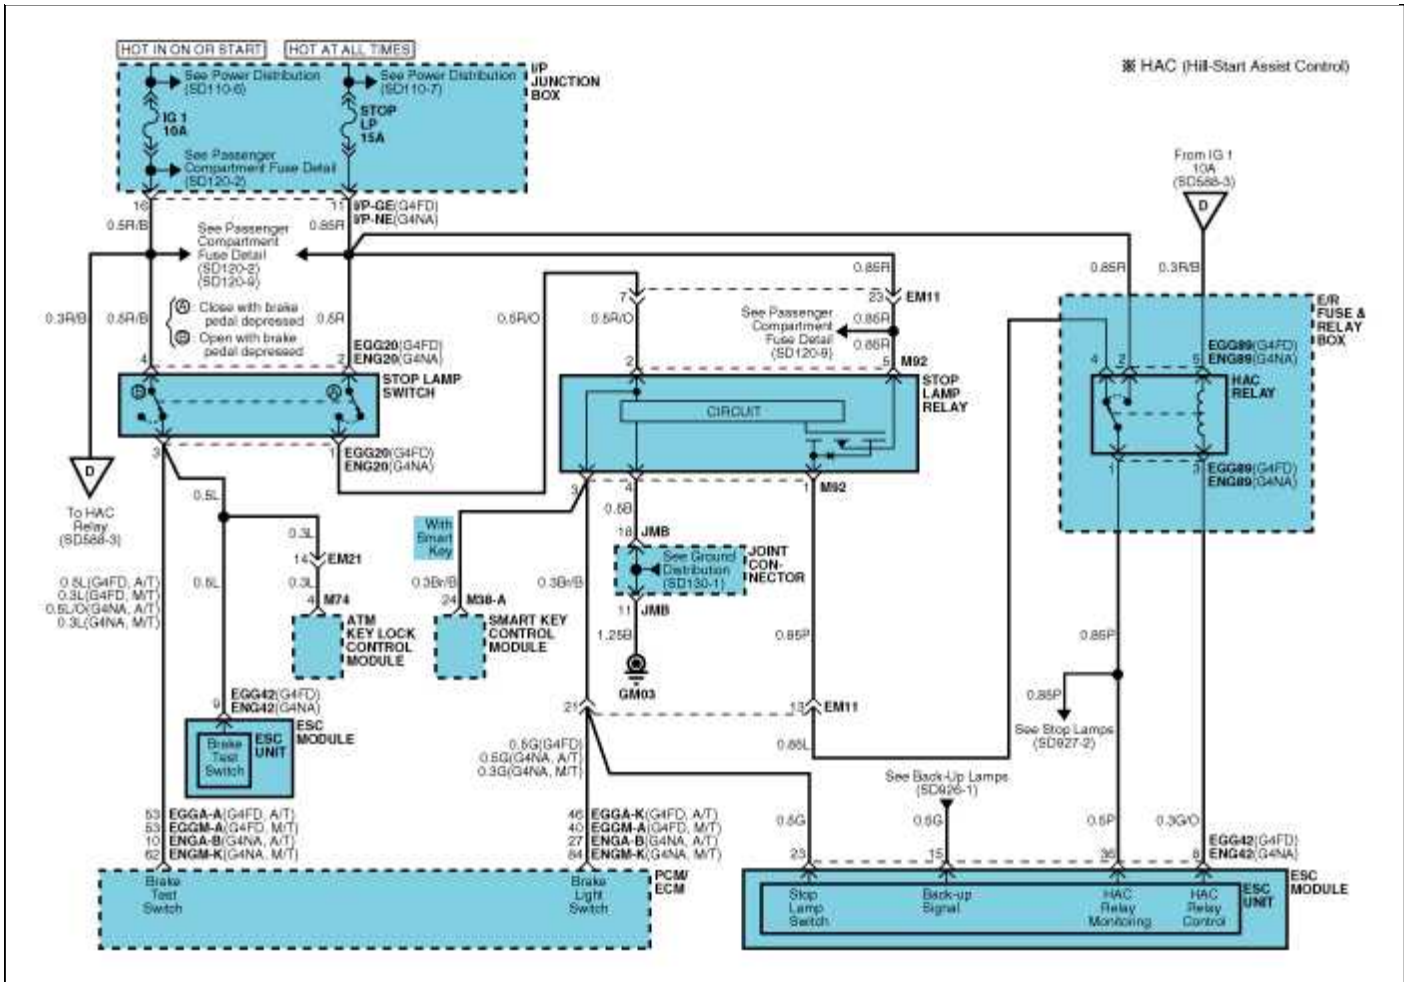 HOT IN ON OR START
HOT AT ALL TIMES
※ HAC (Hill-Start Assist Control)
See Power Distribution
(SD110-6)
See Power Distribution
(SD110-7)
I/P
JUNCTION
BOX
IG 1
10A
STOP
LP
15A
See Passenger
Compartment Fuse Detail
(SD120-2)
From IG 1
10A
(SD588-3)
D
16
11
I/P-GE(G4FD)
I/P-NE(G4NA)
0.5R/B
0.85R
See Passenger
Compartment
Fuse Detail
(SD120-2)
(SD120-9)
0.85R
0.85R
0.3R/B
7
23
EM11
0.3R/B
0.5R/B
A : Close with brake
pedal depressed
B : Open with brake
pedal depressed
0.5R
0.5R/O
0.5R/O
0.85R
See Passenger
Compartment
Fuse Detail
(SD120-9)
0.85R
E/R
FUSE &
RELAY
BOX
4
2
EGG20(G4FD)
ENG20(G4NA)
2
5
M92
4
2
5
EGG89(G4FD)
ENG89(G4NA)
STOP LAMP
SWITCH
B
A
STOP
LAMP
RELAY
CIRCUIT
HAC
RELAY
3
1
EGG20(G4FD)
ENG20(G4NA)
D
1
3
EGG89(G4FD)
ENG89(G4NA)
3
4
1
M92
To HAC
Relay
(SD588-3)
0.5L
0.3L
With
Smart
Key
0.5B
18
JMB
14
EM21
See Ground
Distribution
(SD130-1)
JOINT
CON-
NECTOR
0.5L(G4FD, A/T)
0.3L(G4FD, M/T)
0.5L/O(G4NA, A/T)
0.3L(G4NA, M/T)
0.5L
0.3L
0.3Br/B
0.3Br/B
4
M74
24
M38-A
11
JMB
ATM
KEY LOCK
CONTROL
MODULE
SMART KEY
CONTROL
MODULE
1.25B
0.85P
0.85P
GM03
0.85P
9
EGG42(G4FD)
ENG42(G4NA)
21
13
EM11
ESC
MODULE
ESC
UNIT
Brake
Test
Switch
See Stop Lamps
(SD927-2)
0.5G(G4FD)
0.5G(G4NA, A/T)
0.3G(G4NA, M/T)
0.85L
See Back-Up Lamps
(SD926-1)
53 EGGA-A(G4FD, A/T)
53 EGGM-A(G4FD, M/T)
10 ENGA-B(G4NA, A/T)
62 ENGM-K(G4NA, M/T)
46 EGGA-K(G4FD, A/T)
40 EGGM-A(G4FD, M/T)
27 ENGA-B(G4NA, A/T)
84 ENGM-K(G4NA, M/T)
0.5G
0.5G
0.5P
0.3G/O
23
15
36
8
EGG42(G4FD)
ENG42(G4NA)
Brake
Test
Switch
Brake
Light
Switch
PCM/
ECM
Stop
Lamp
Switch
Back-up
Signal
HAC
Relay
Monitoring
HAC
Relay
Control
ESC
UNIT
ESC
MODULE